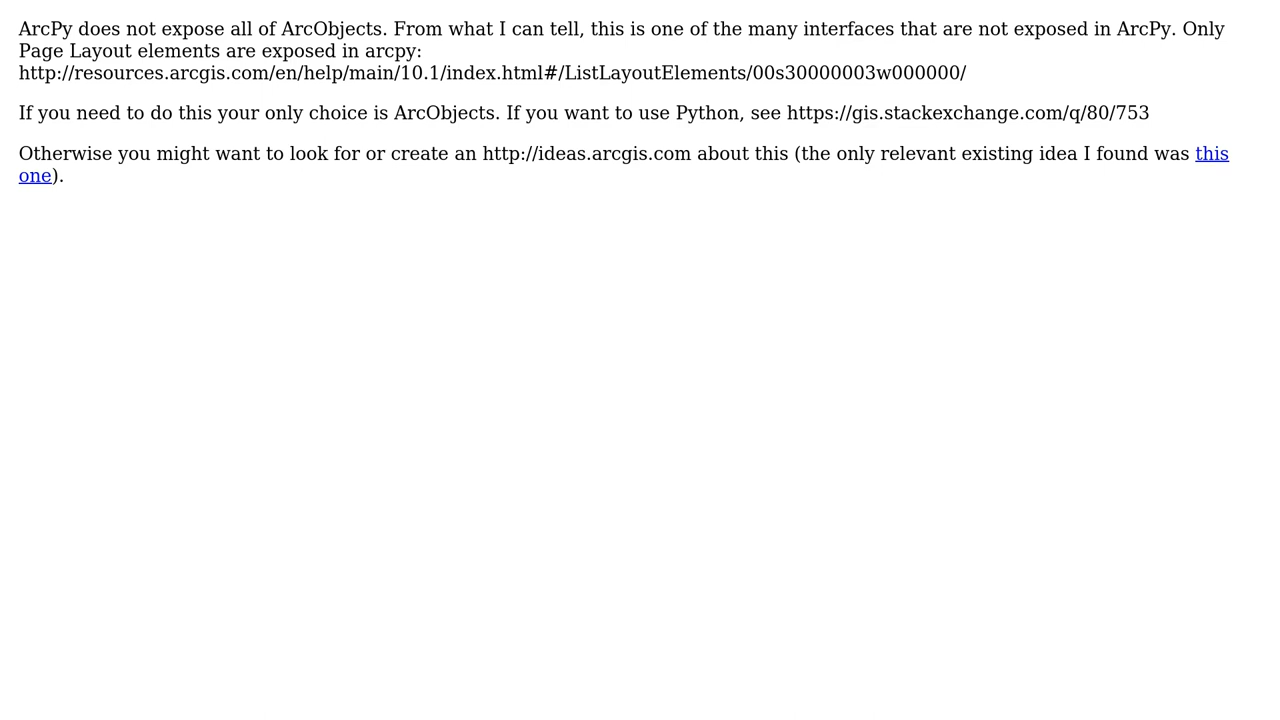 ArcPy does not expose all of ArcObjects. From what I can tell, this is one of the many interfaces that are not exposed in ArcPy. Only
Page Layout elements are exposed in arcpy:
http://resources.arcgis.com/en/help/main/10.1/index.html#/ListLayoutElements/00s30000003w000000/
If you need to do this your only choice is ArcObjects. If you want to use Python, see https://gis.stackexchange.com/q/80/753
Otherwise you might want to look for or create an http://ideas.arcgis.com about this (the only relevant existing idea I found was this
one).